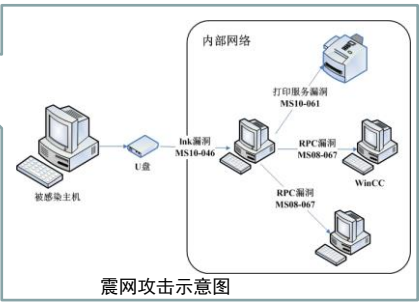 内部网络
打印服务漏洞
MS10-061
lnk漏洞
MS10-046
RPC漏洞
MS08-067
U盘
被感染主机
WinCC
RPC漏洞
MS08-067
震网攻击示意图